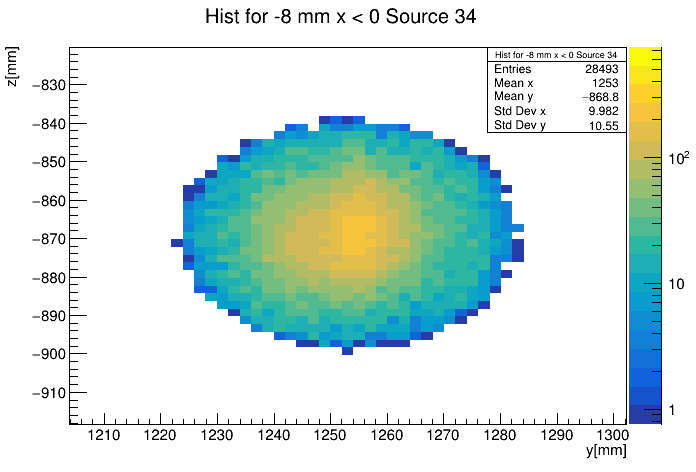 Hist for -8 mm x < 0 Source 34
z[mm]
Hist for -8 mm x < 0 Source 34
Entries 28493
Mean x 1253
Mean y −868.8
Std Dev x 9.982
Std Dev y 10.55
−830
−840
−850
−860
−870
−880
−890
−900
−910
10²
10
1
1210 1220 1230 1240 1250 1260 1270 1280 1290 1300
y[mm]